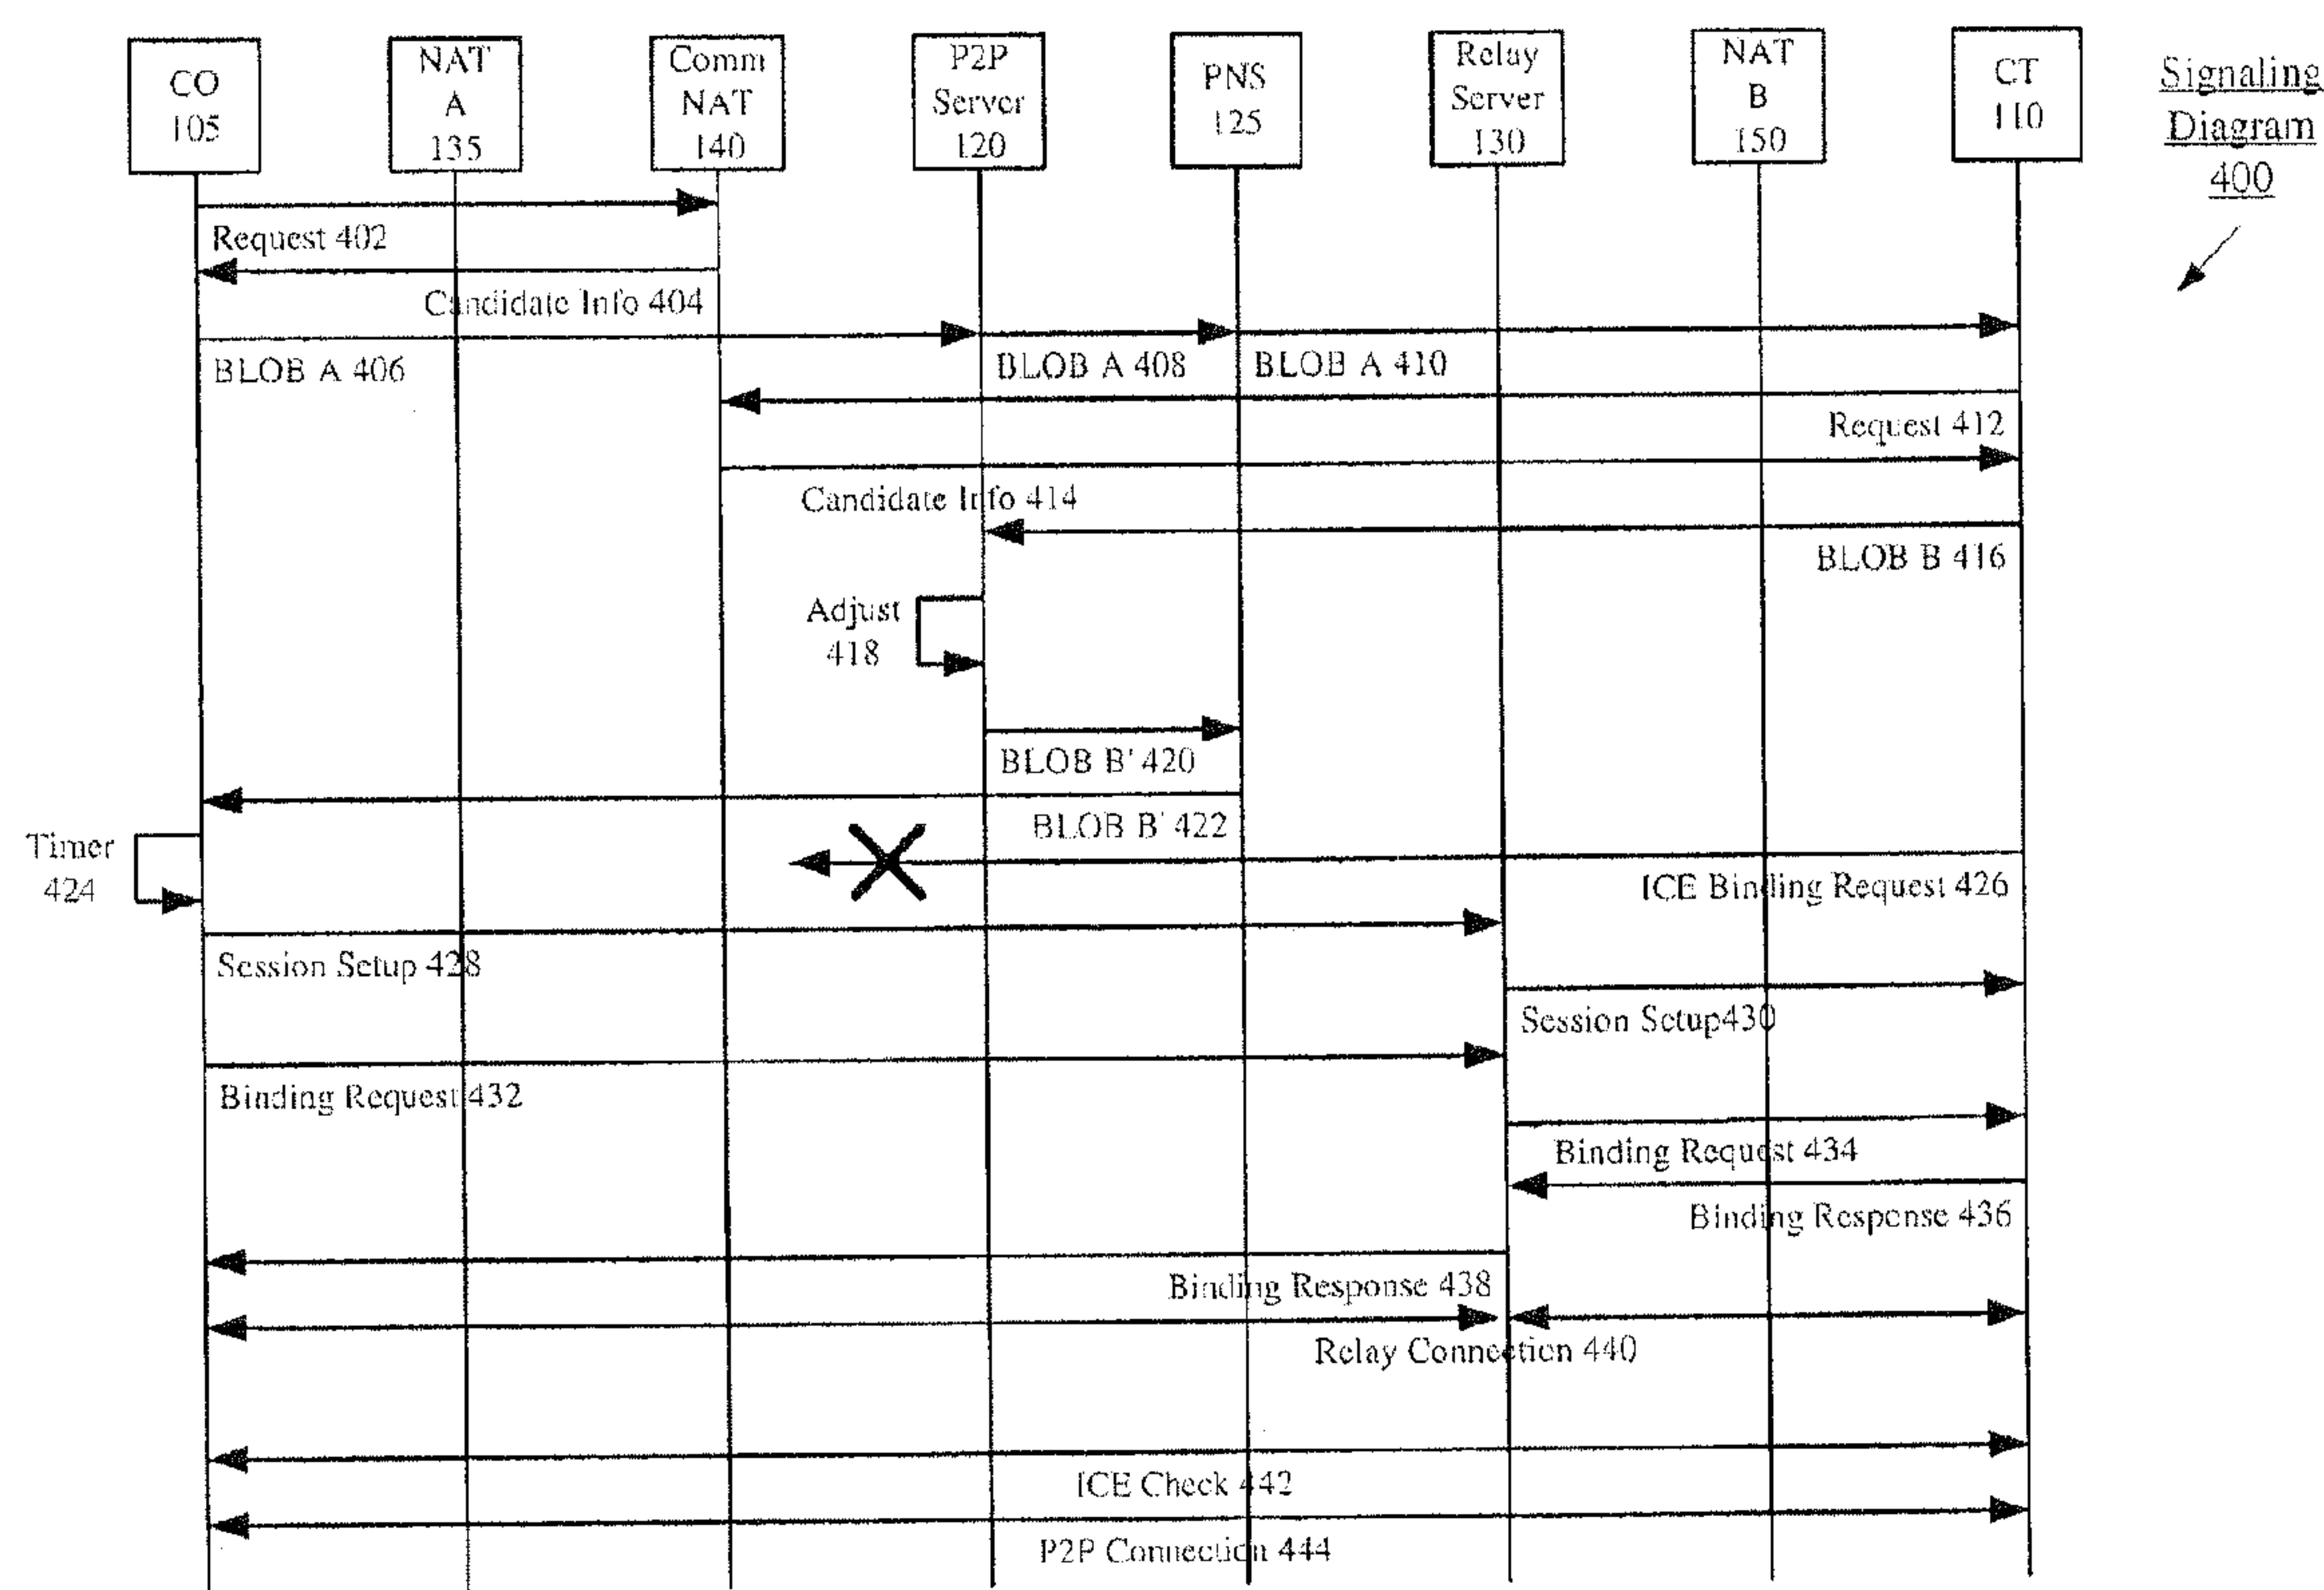 CO
105
NAT
A
135
Comm
NAT
140
P2P
Server
120
PNS
125
Relay
Server
130
NAT
B
150
CT
110
Signaling
Diagram
400
Request 402
Candidate Info 404
BLOB A 406
BLOB A 408
BLOB A 410
Request 412
Candidate Info 414
BLOB B 416
Adjust
418
BLOB B' 420
BLOB B' 422
Timer
424
ICE Binding Request 426
Session Setup 428
Session Setup430
Binding Request 432
Binding Request 434
Binding Response 436
Binding Response 438
Relay Connection 440
ICE Check 442
P2P Connection 444